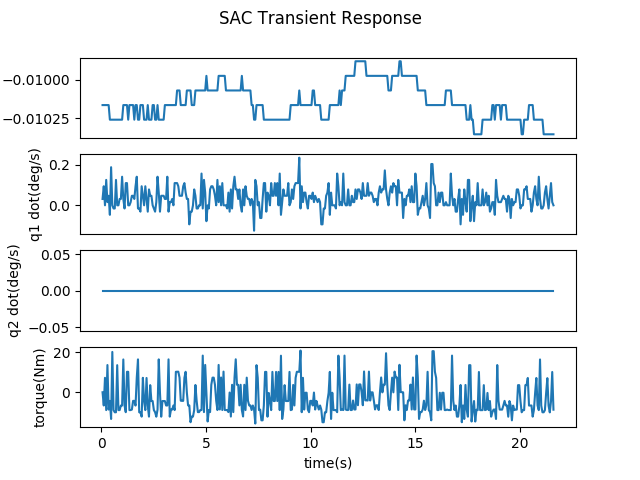 SAC Transient Response
−0.01000
−0.01025
q1 dot(deg/s)
0.2
0.0
q2 dot(deg/s)
0.05
0.00
−0.05
torque(Nm)
20
0
0 5 10 15 20
time(s)